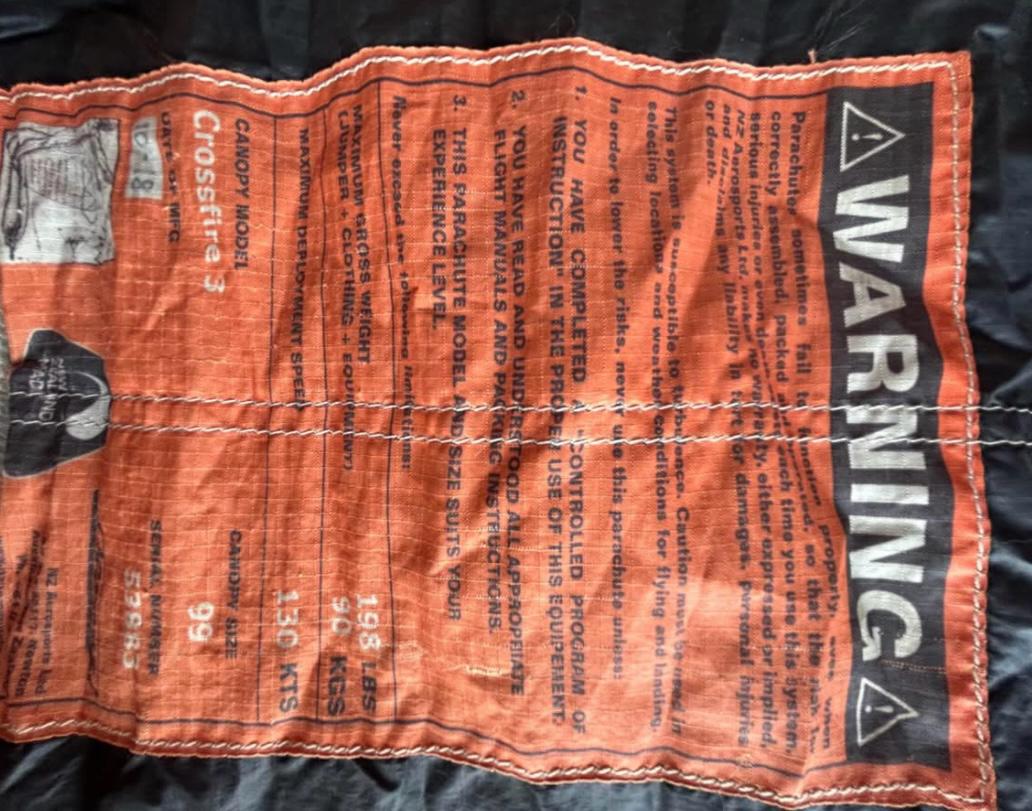 WARNING
Parachutes sometimes fail to function properly, even when
correctly assembled, packed and operated, so that the risk
serious injuries or even death each time you use this system.
NZ Aerosports Ltd. makes no warranty, either expressed or implied,
and disclaims any liability in tort or damages, personal injuries
or death.
This system is susceptible to turbulence. Caution must be used in
selecting locations and weather conditions for flying and landing
In order to lower the risks, never use this parachute unless:
1. YOU HAVE COMPLETED A "CONTROLLED PROGRAM OF
INSTRUCTION" IN THE PROPER USE OF THIS EQUIPMENT.
2. YOU HAVE READ AND UNDERSTOOD ALL APPROPRIATE
FLIGHT MANUALS AND PACKING INSTRUCTIONS.
3. THIS PARACHUTE MODEL AND SIZE SUITS YOUR
EXPERIENCE LEVEL.
Never exceed the following limitations:
MAXIMUM GROSS WEIGHT 198 LBS
(JUMPER + CLOTHING + EQUIPMENT) 90 KGS
MAXIMUM DEPLOYMENT SPEED 130 KTS
CANOPY MODEL CANOPY SIZE
Crossfire 3 99
DATE OF MFG SERIAL NUMBER
NZ Aerosports Ltd